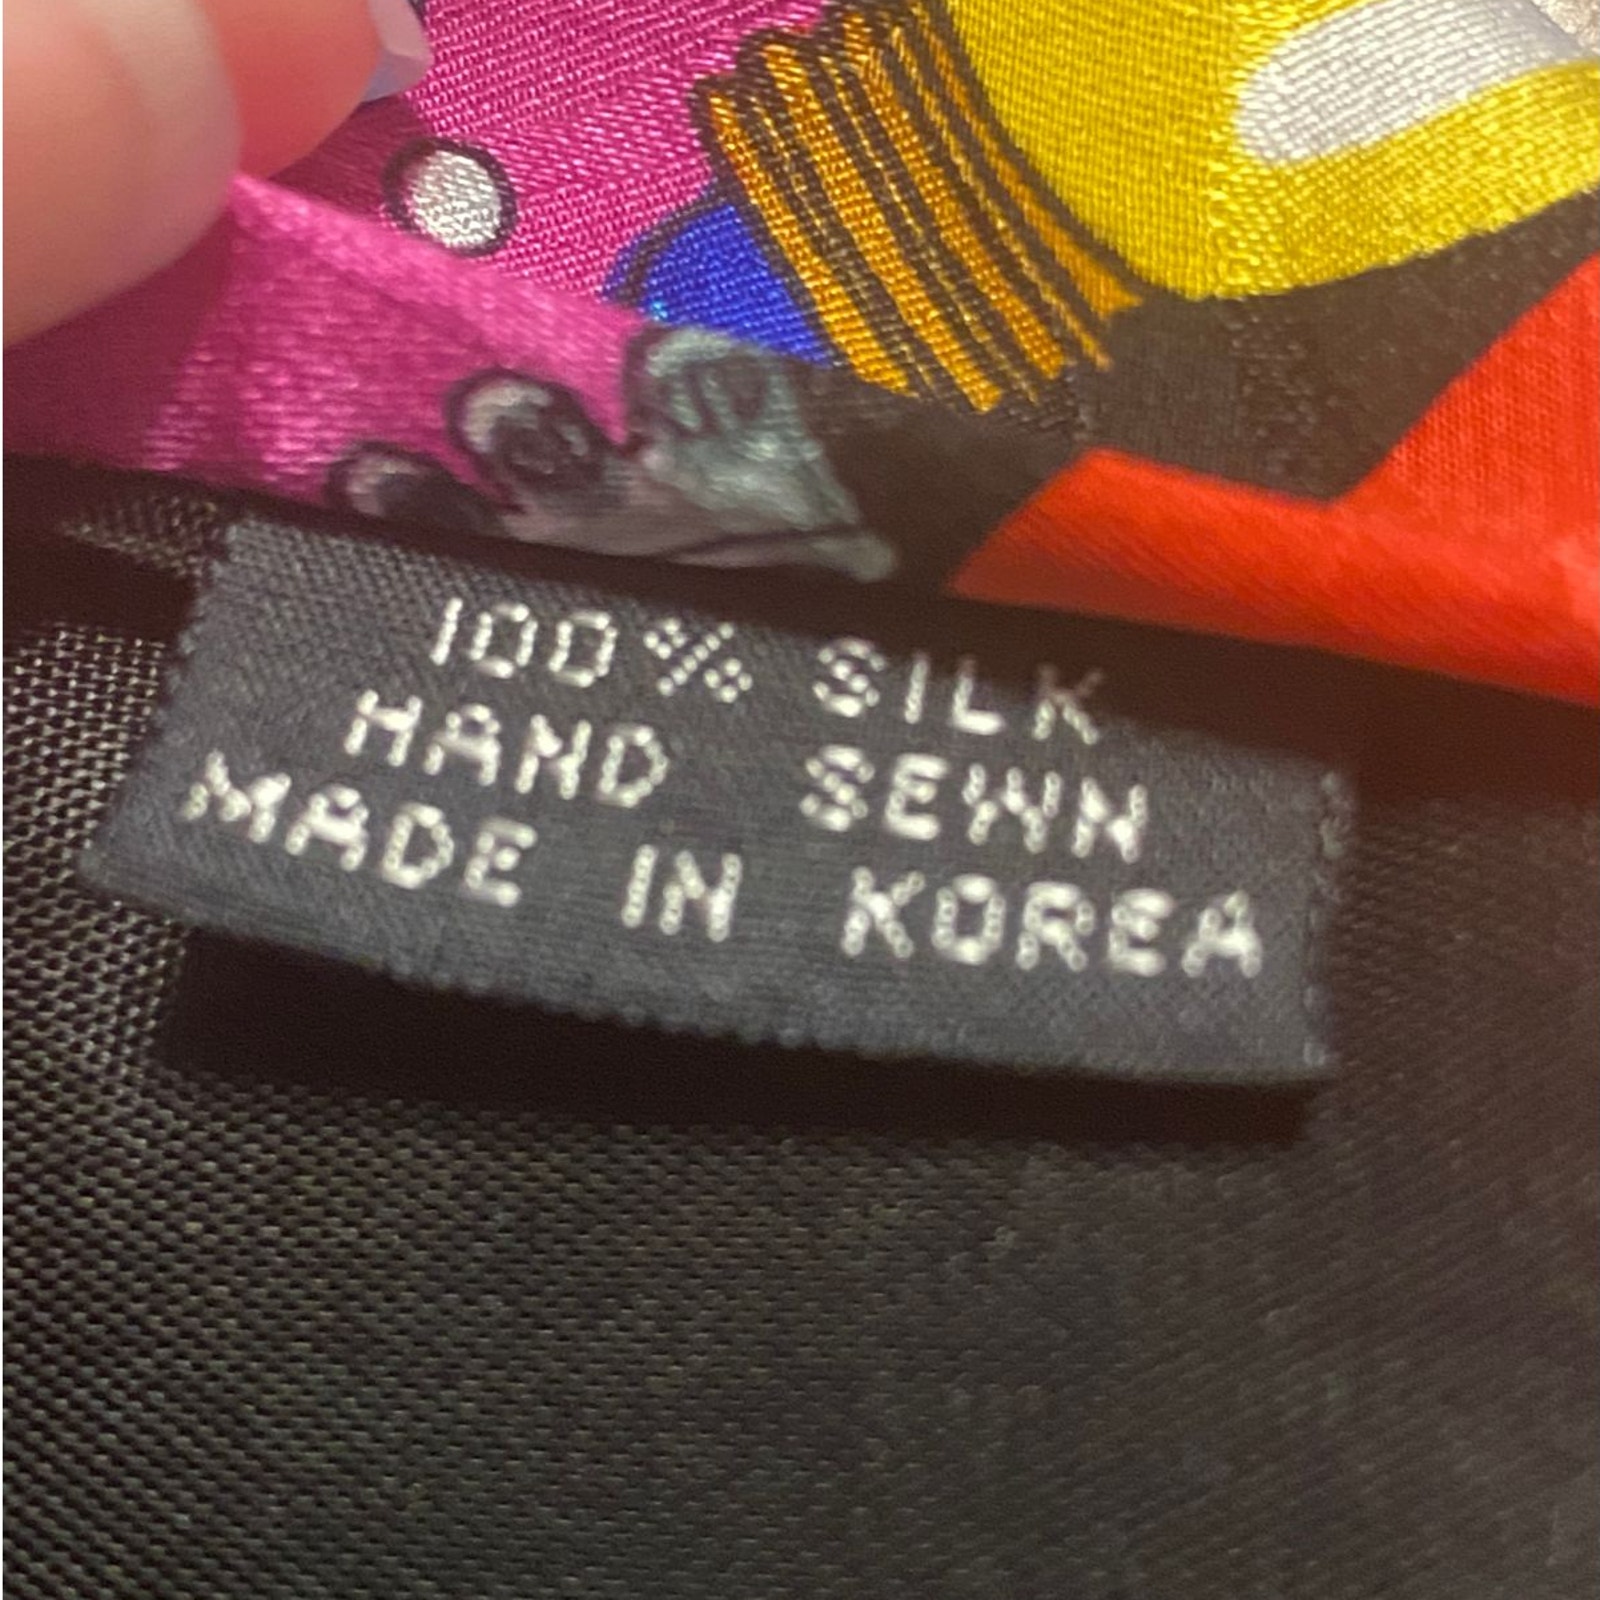 100% SILK
HAND SEWN
MADE IN KOREA